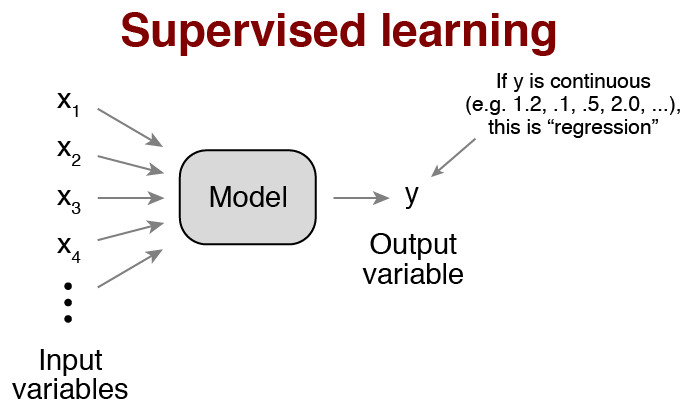 Supervised learning
If y is continuous
(e.g. 1.2, .1, .5, 2.0, ...),
this is “regression”
x₁
x₂
x₃
x₄
Model
y
Output
variable
Input
variables